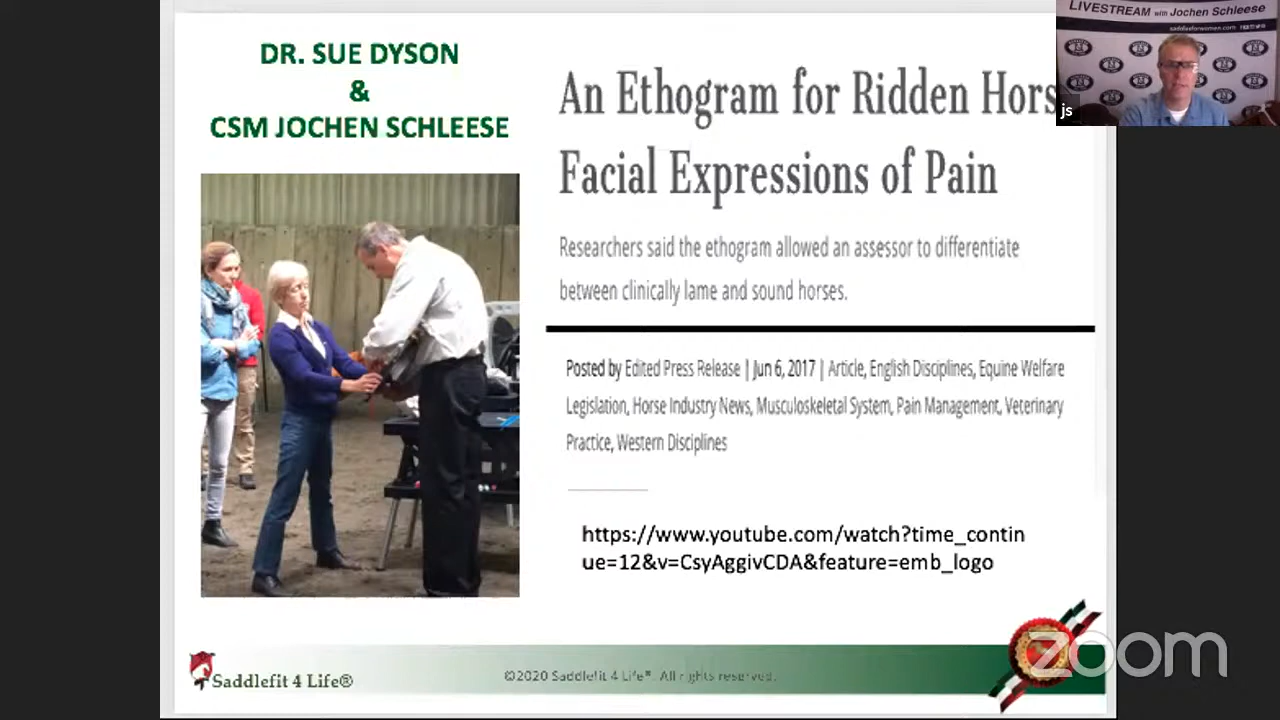 DR. SUE DYSON
&
CSM JOCHEN SCHLEESE
An Ethogram for Ridden Hors
Facial Expressions of Pain
Researchers said the ethogram allowed an assessor to differentiate
between clinically lame and sound horses.
Posted by Edited Press Release | Jun 6, 2017 | Article, English Disciplines, Equine Welfare
Legislation, Horse Industry News, Musculoskeletal System, Pain Management, Veterinary
Practice, Western Disciplines
https://www.youtube.com/watch?time_contin
ue=12&v=CsyAggivCDA&feature=emb_logo
LIVESTREAM with Jochen Schleese
saddlesforwomen.com
js
Saddlefit 4 Life®
©2020 Saddlefit 4 Life®. All rights reserved.
zoom